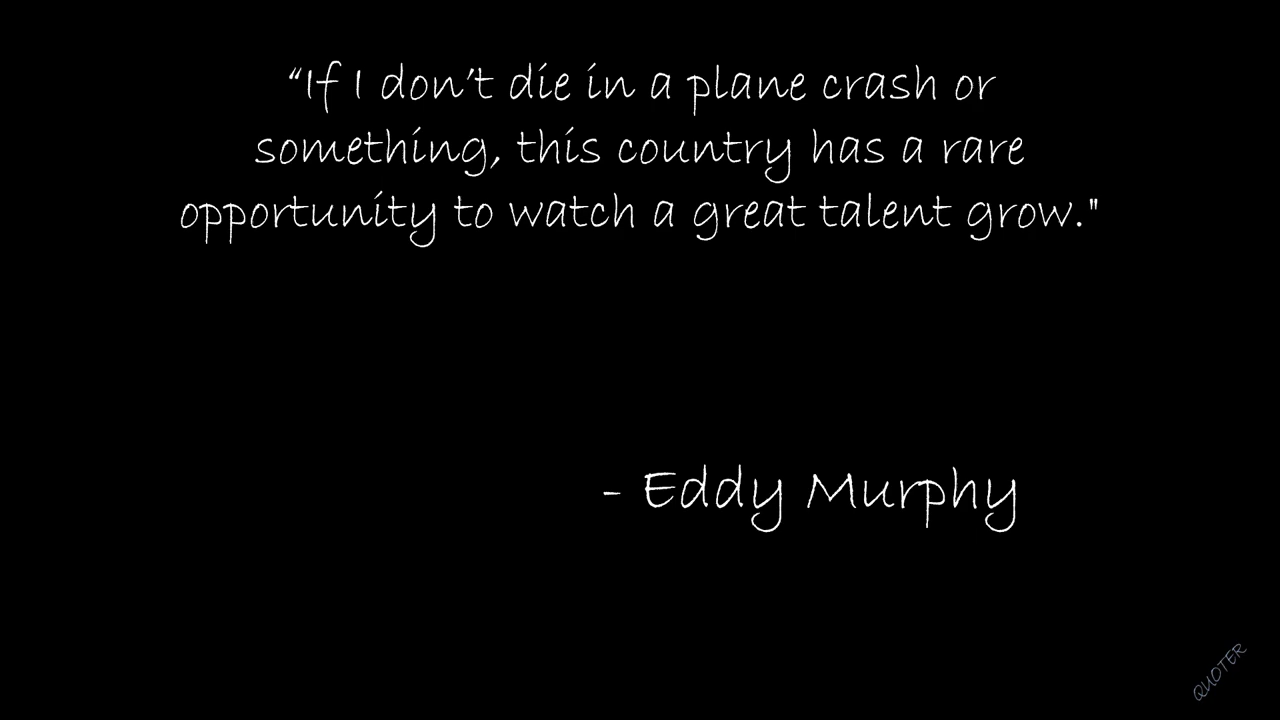 “If I don’t die in a plane crash or
something, this country has a rare
opportunity to watch a great talent grow."
- Eddy Murphy
QUOTER